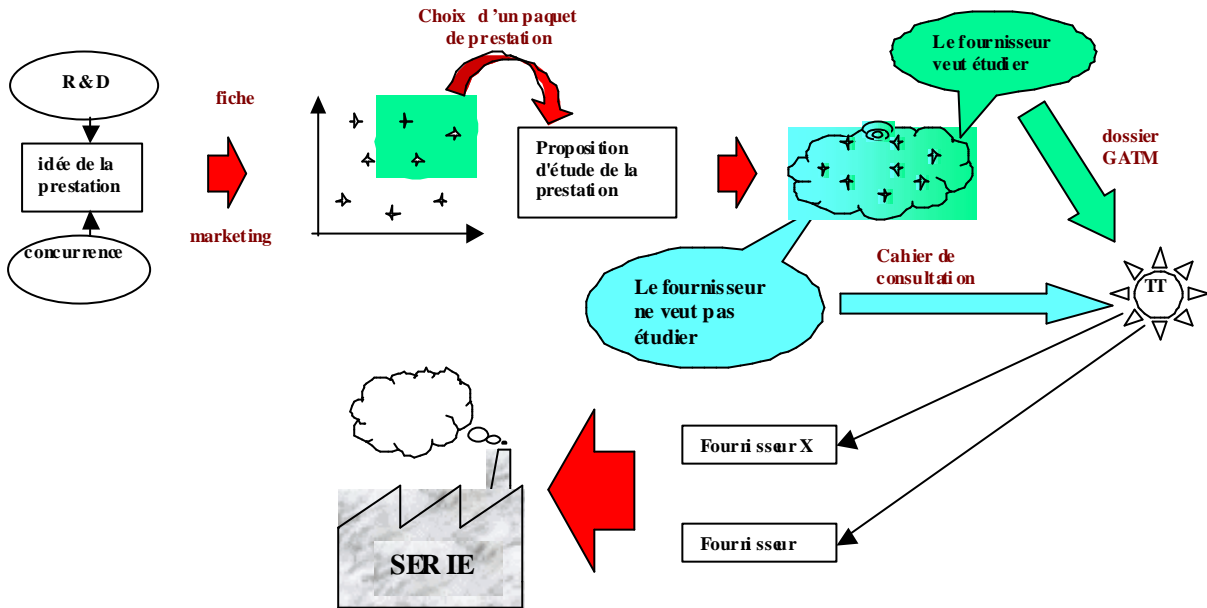 Choix d'un paquet
de prestation
R & D
fiche
idée de la
prestation
marketing
concurrence
Proposition
d'étude de la
prestation
Le fournisseur
veut étudier
dossier
GATM
Le fournisseur
ne veut pas
étudier
Cahier de
consultation
TT
Fournisseur X
Fournisseur
SERIE